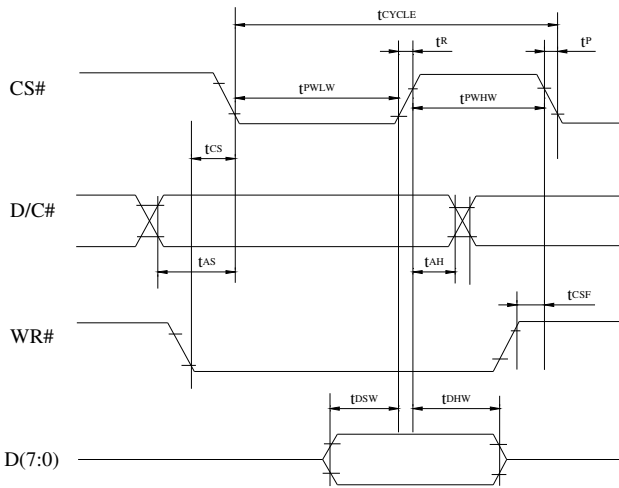 tCYCLE
tR
tP
CS#
tPWLW
tPWHW
tCS
D/C#
tAS
tAH
tCSF
WR#
tDSW
tDHW
D(7:0)